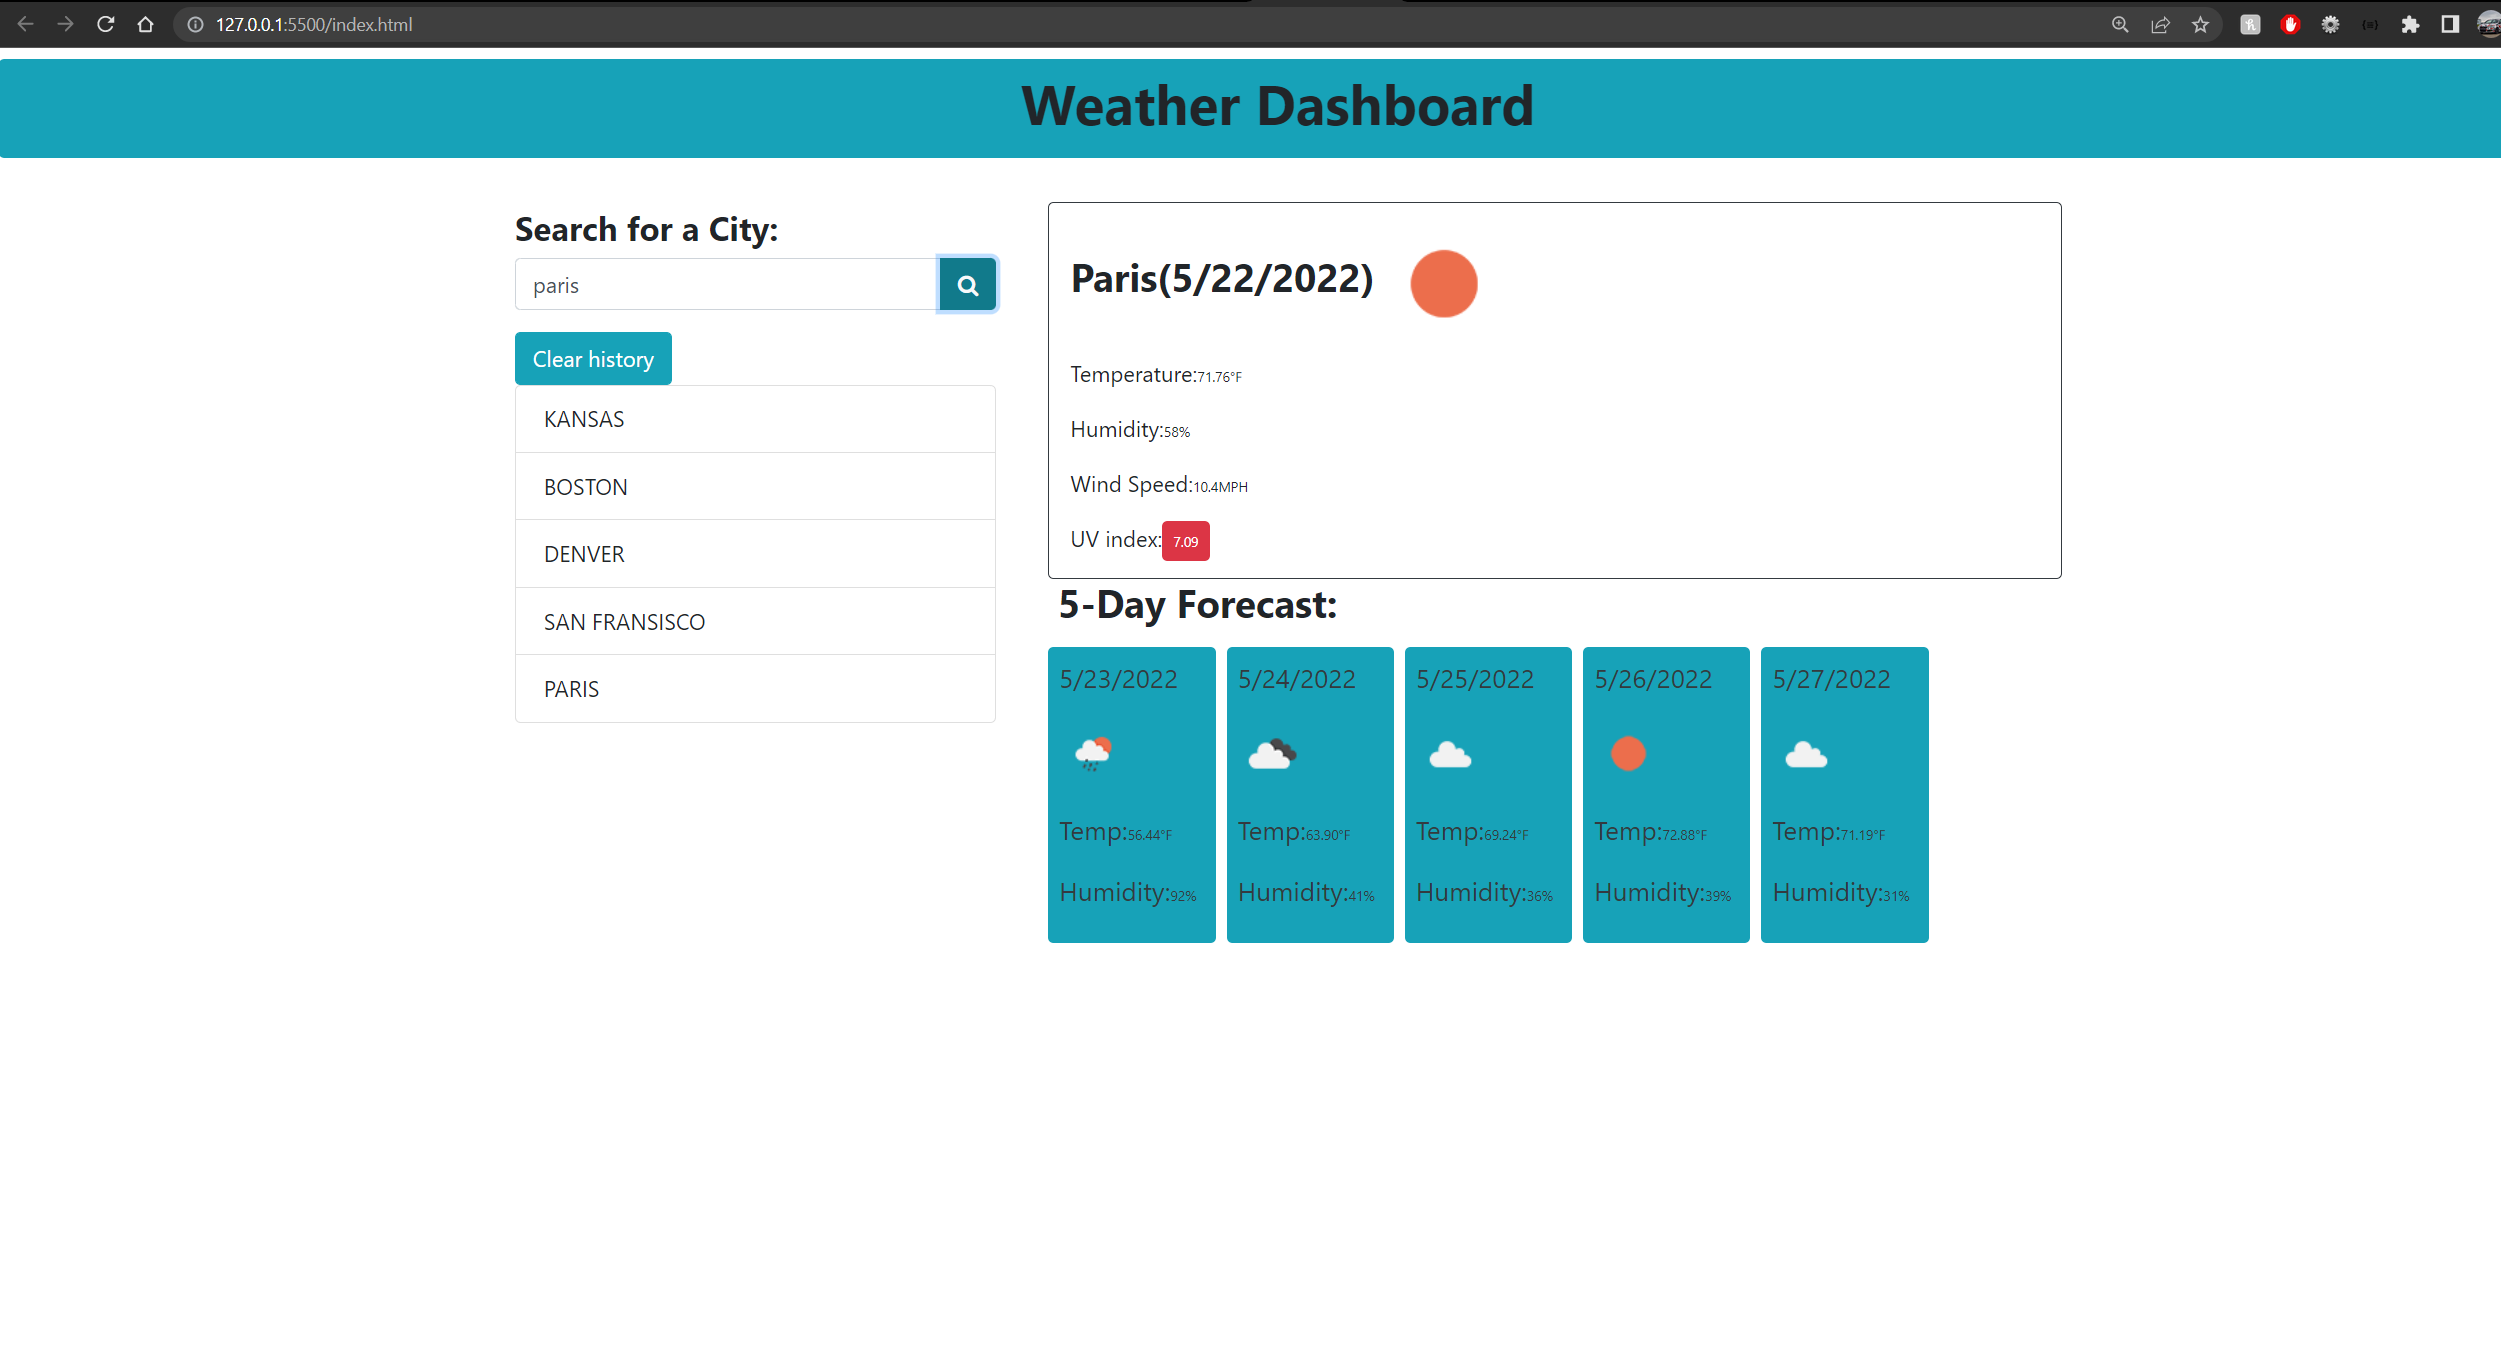 127.0.0.1:5500/index.html
Weather Dashboard
Search for a City:
paris
Clear history
KANSAS
BOSTON
DENVER
SAN FRANSISCO
PARIS
Paris(5/22/2022)
Temperature:71.76°F
Humidity:58%
Wind Speed:10.4MPH
UV index:7.09
5-Day Forecast:
5/23/2022
Temp:56.44°F
Humidity:92%
5/24/2022
Temp:63.90°F
Humidity:41%
5/25/2022
Temp:69.24°F
Humidity:36%
5/26/2022
Temp:72.88°F
Humidity:39%
5/27/2022
Temp:71.19°F
Humidity:31%